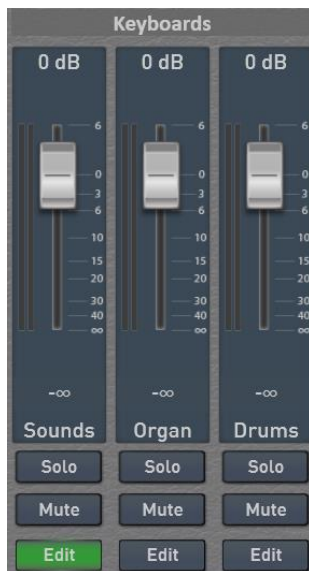 Keyboards
0 dB 0 dB 0 dB
6 6 6
0 0 0
3 3 3
6 6 6
10 10 10
15 15 15
20 20 20
30 30 30
40 40 40
∞ ∞ ∞
-∞ -∞ -∞
Sounds Organ Drums
Solo Solo Solo
Mute Mute Mute
Edit Edit Edit